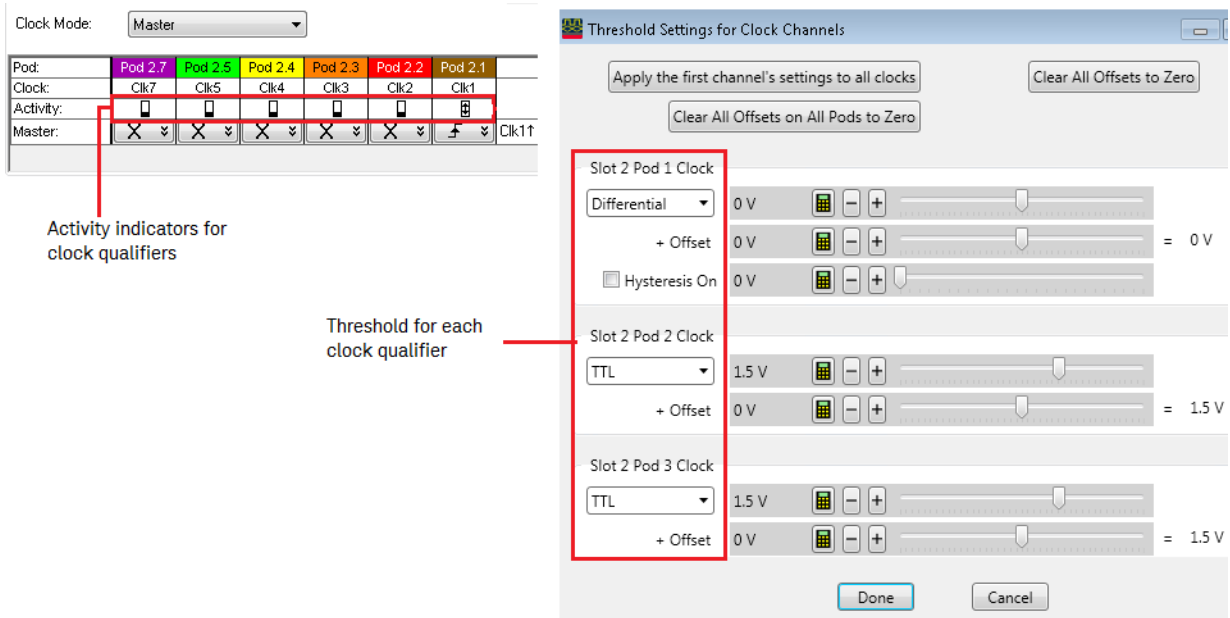 Clock Mode: Master
Pod: Pod 2.7 Pod 2.5 Pod 2.4 Pod 2.3 Pod 2.2 Pod 2.1
Clock: Clk7 Clk5 Clk4 Clk3 Clk2 Clk1
Activity:
Master: X X X X X Clk1↑
Activity indicators for
clock qualifiers
Threshold for each
clock qualifier
Threshold Settings for Clock Channels
Apply the first channel's settings to all clocks Clear All Offsets to Zero
Clear All Offsets on All Pods to Zero
Slot 2 Pod 1 Clock
Differential 0 V − +
+ Offset 0 V − + = 0 V
Hysteresis On 0 V − +
Slot 2 Pod 2 Clock
TTL 1.5 V − +
+ Offset 0 V − + = 1.5 V
Slot 2 Pod 3 Clock
TTL 1.5 V − +
+ Offset 0 V − + = 1.5 V
Done Cancel